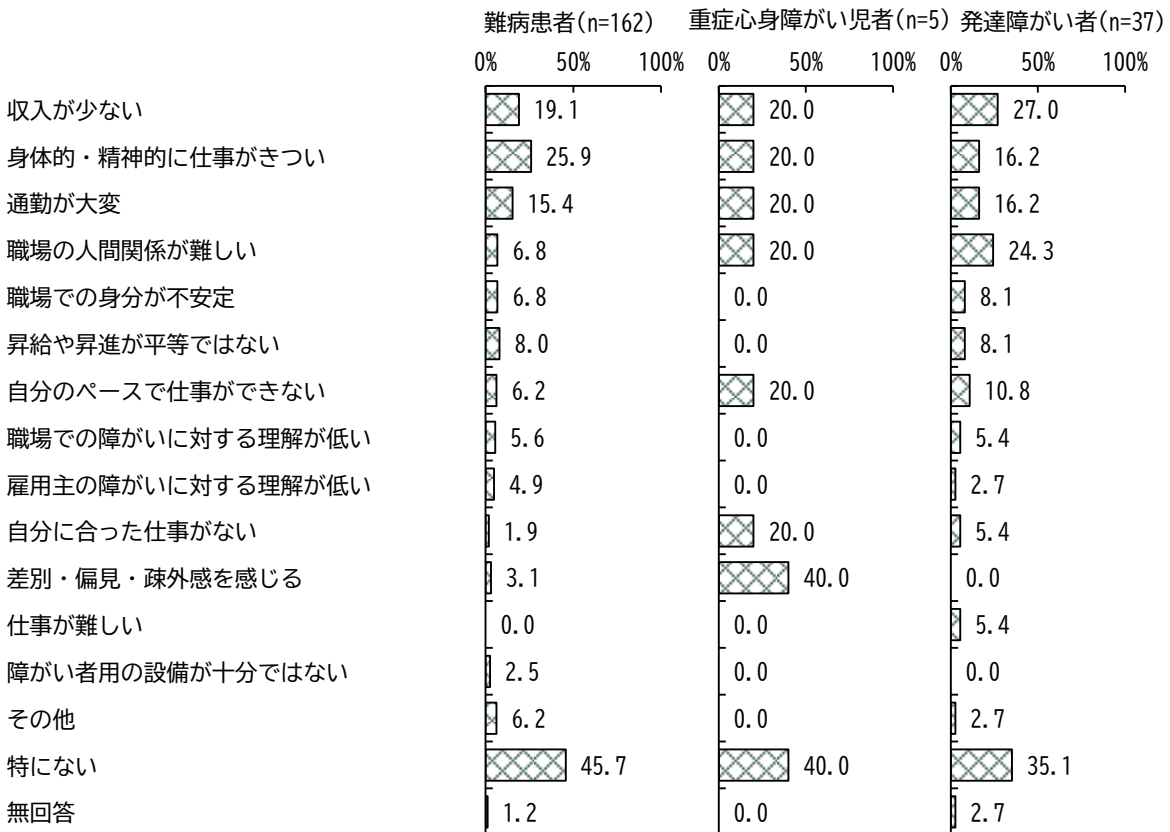 難病患者(n=162) 重症心身障がい児者(n=5) 発達障がい者(n=37)
0% 50% 100% 0% 50% 100% 0% 50% 100%
収入が少ない 19.1 20.0 27.0
身体的・精神的に仕事がきつい 25.9 20.0 16.2
通勤が大変 15.4 20.0 16.2
職場の人間関係が難しい 6.8 20.0 24.3
職場での身分が不安定 6.8 0.0 8.1
昇給や昇進が平等ではない 8.0 0.0 8.1
自分のペースで仕事ができない 6.2 20.0 10.8
職場での障がいに対する理解が低い 5.6 0.0 5.4
雇用主の障がいに対する理解が低い 4.9 0.0 2.7
自分に合った仕事がない 1.9 20.0 5.4
差別・偏見・疎外感を感じる 3.1 40.0 0.0
仕事が難しい 0.0 0.0 5.4
障がい者用の設備が十分ではない 2.5 0.0 0.0
その他 6.2 0.0 2.7
特にない 45.7 40.0 35.1
無回答 1.2 0.0 2.7